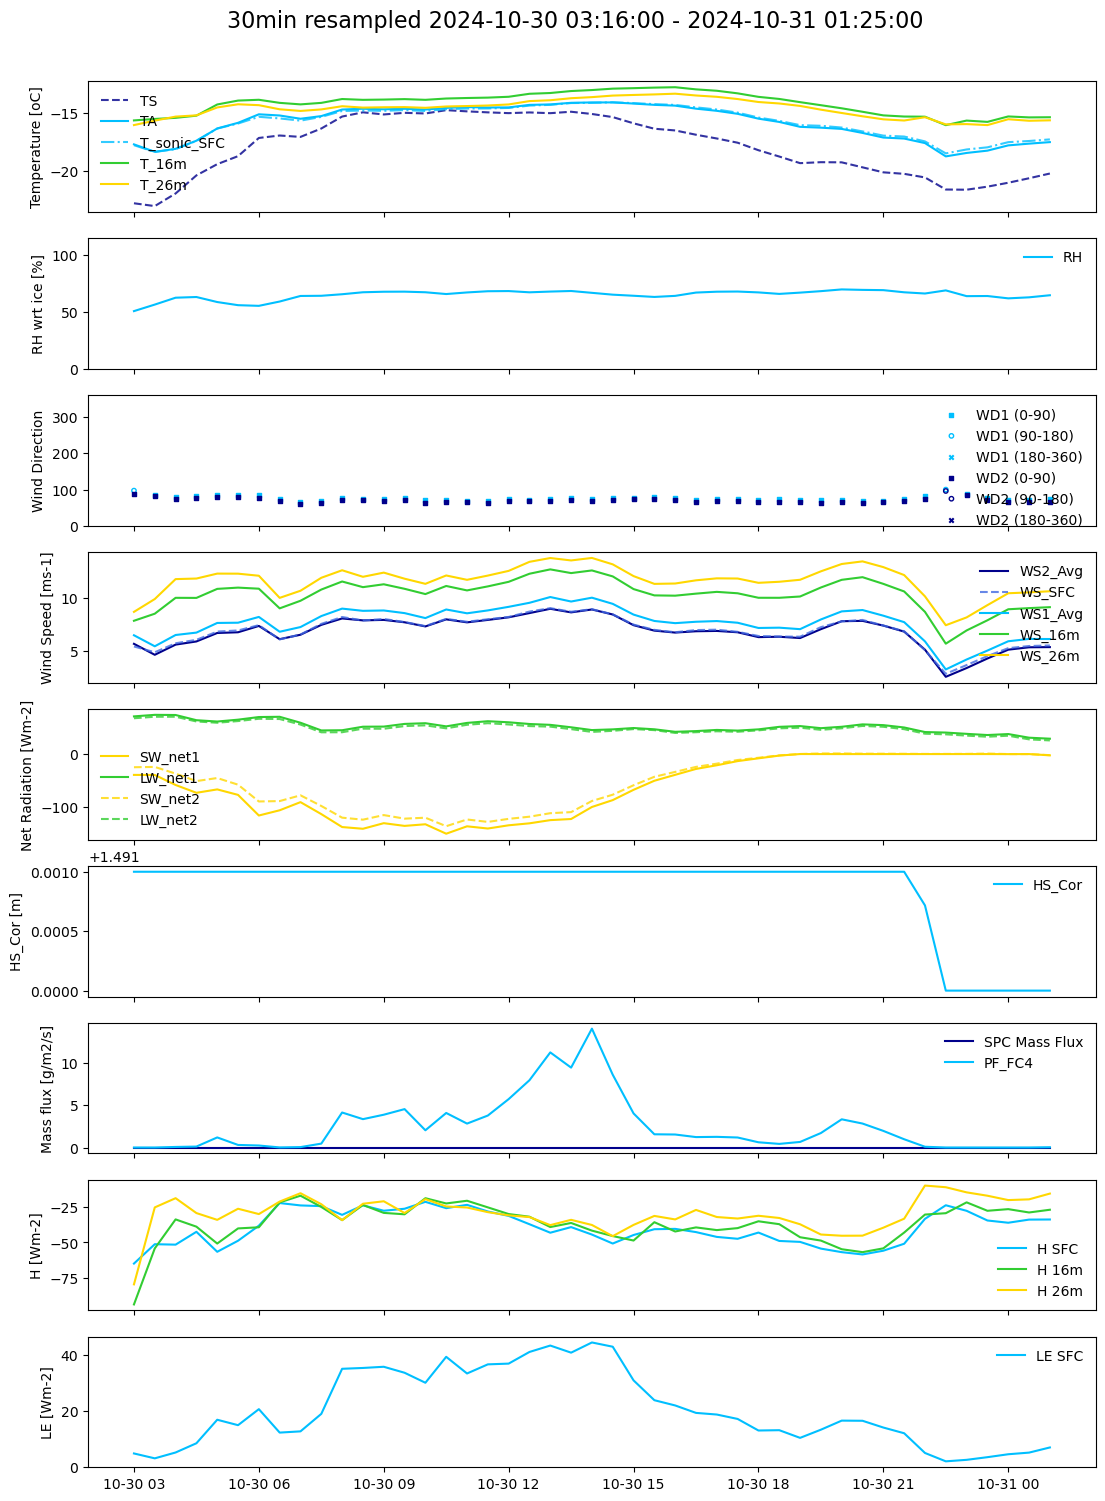 30min resampled 2024-10-30 03:16:00 - 2024-10-31 01:25:00
Temperature [oC]
−15
−20
TS
TA
T_sonic_SFC
T_16m
T_26m
RH wrt ice [%]
100
50
0
RH
Wind Direction
300
200
100
0
WD1 (0-90)
WD1 (90-180)
WD1 (180-360)
WD2 (0-90)
WD2 (90-180)
WD2 (180-360)
Wind Speed [ms-1]
10
5
WS2_Avg
WS_SFC
WS1_Avg
WS_16m
WS_26m
Net Radiation [Wm-2]
0
−100
SW_net1
LW_net1
SW_net2
LW_net2
+1.491
HS_Cor [m]
0.0010
0.0005
0.0000
HS_Cor
Mass flux [g/m2/s]
10
5
0
SPC Mass Flux
PF_FC4
H [Wm-2]
−25
−50
−75
H SFC
H 16m
H 26m
LE [Wm-2]
40
20
0
LE SFC
10-30 03
10-30 06
10-30 09
10-30 12
10-30 15
10-30 18
10-30 21
10-31 00